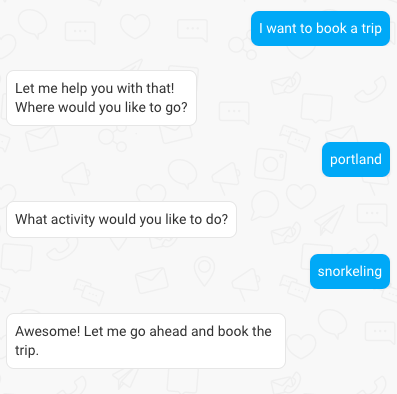 I want to book a trip
Let me help you with that!
Where would you like to go?
portland
What activity would you like to do?
snorkeling
Awesome! Let me go ahead and book the
trip.